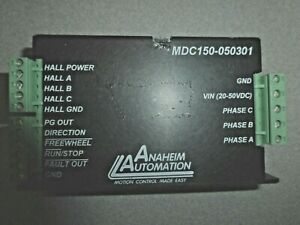 MDC150-050301
HALL POWER
HALL A
HALL B
HALL C
HALL GND
PG OUT
DIRECTION
FREEWHEEL
RUN/STOP
FAULT OUT
GND
GND
VIN (20-50VDC)
PHASE C
PHASE B
PHASE A
ANAHEIM
AUTOMATION
MOTION CONTROL MADE EASY